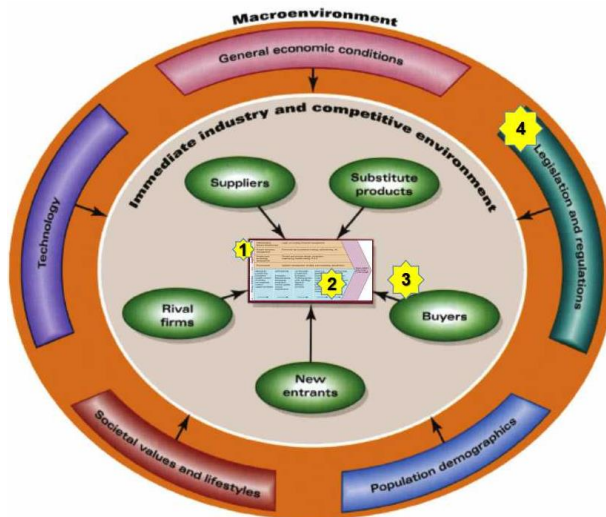 Macroenvironment
General economic conditions
4
Legislation and regulations
Immediate industry and competitive environment
Technology
Suppliers
Substitute
products
1
2
3
Rival
firms
Buyers
New
entrants
Societal values and lifestyles
Population demographics